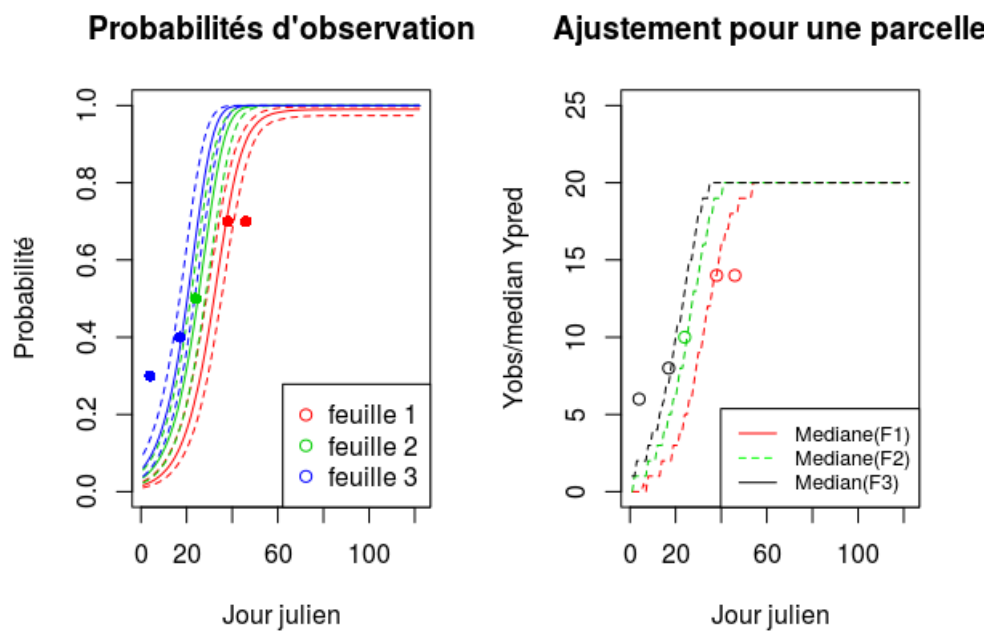 Probabilités d'observation
Probabilité
1.0
0.8
0.6
0.4
0.2
0.0
feuille 1
feuille 2
feuille 3
0 20 60 100
Jour julien
Ajustement pour une parcelle
Yobs/median Ypred
25
20
15
10
5
0
Mediane(F1)
Mediane(F2)
Median(F3)
0 20 60 100
Jour julien